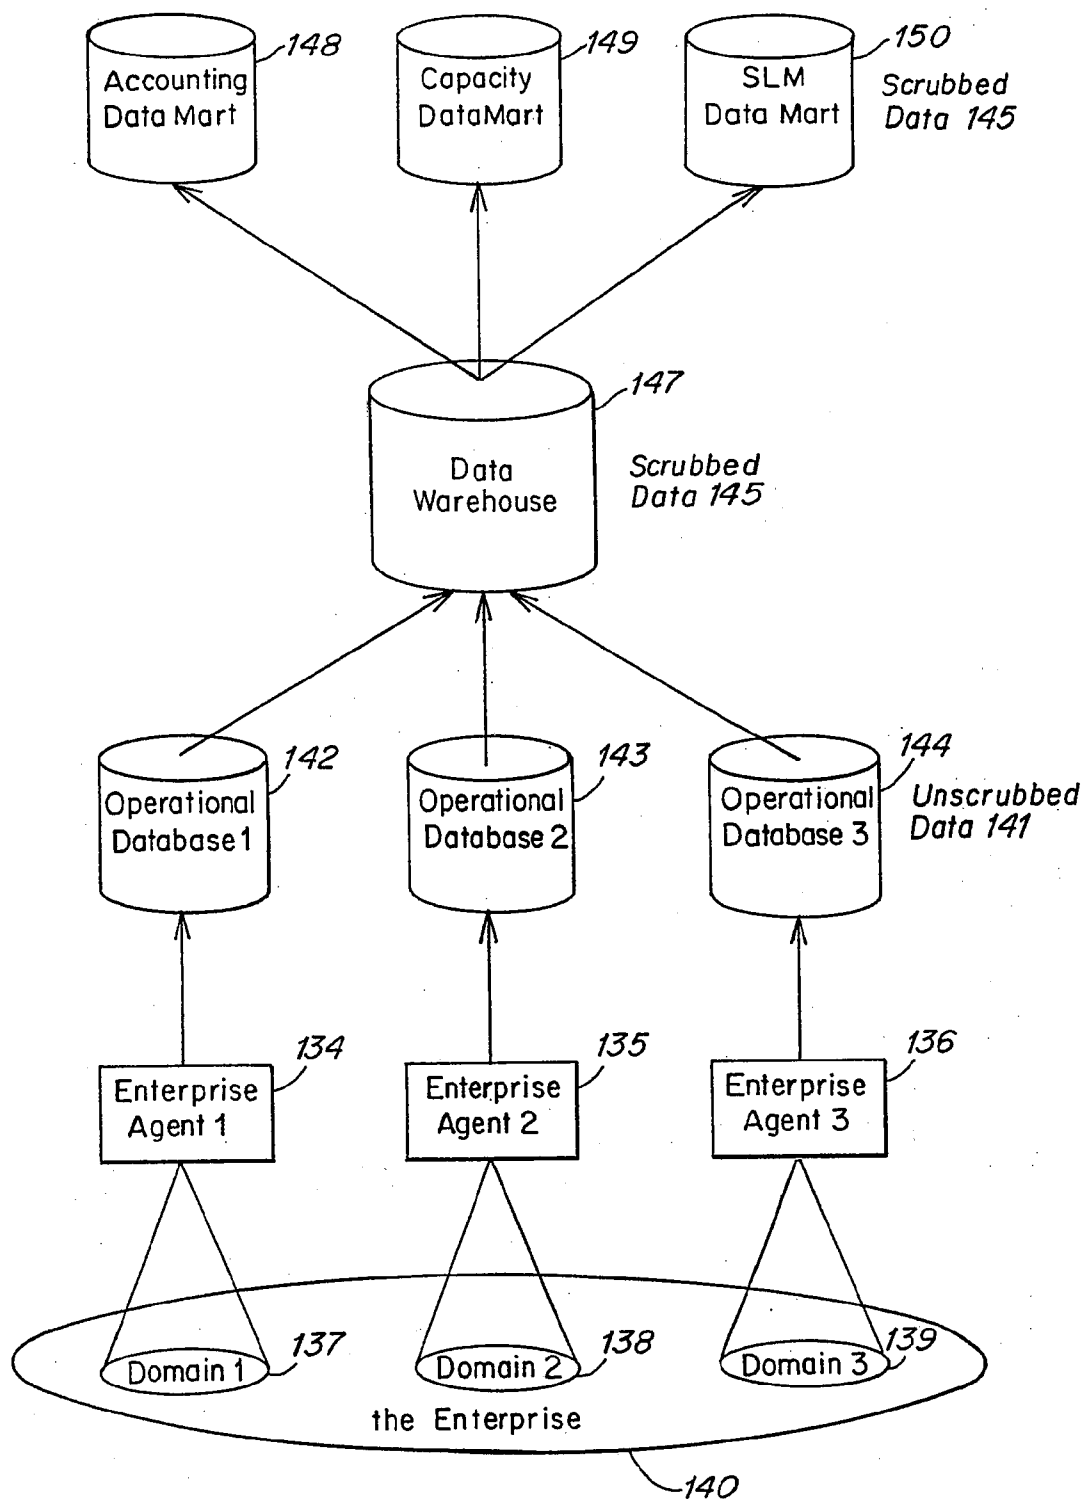 148
149
150
Accounting
Data Mart
Capacity
DataMart
SLM
Data Mart
Scrubbed
Data 145
147
Data
Warehouse
Scrubbed
Data 145
142
143
144
Operational
Database 1
Operational
Database 2
Operational
Database 3
Unscrubbed
Data 141
134
135
136
Enterprise
Agent 1
Enterprise
Agent 2
Enterprise
Agent 3
137
138
139
Domain 1
Domain 2
Domain 3
the Enterprise
140